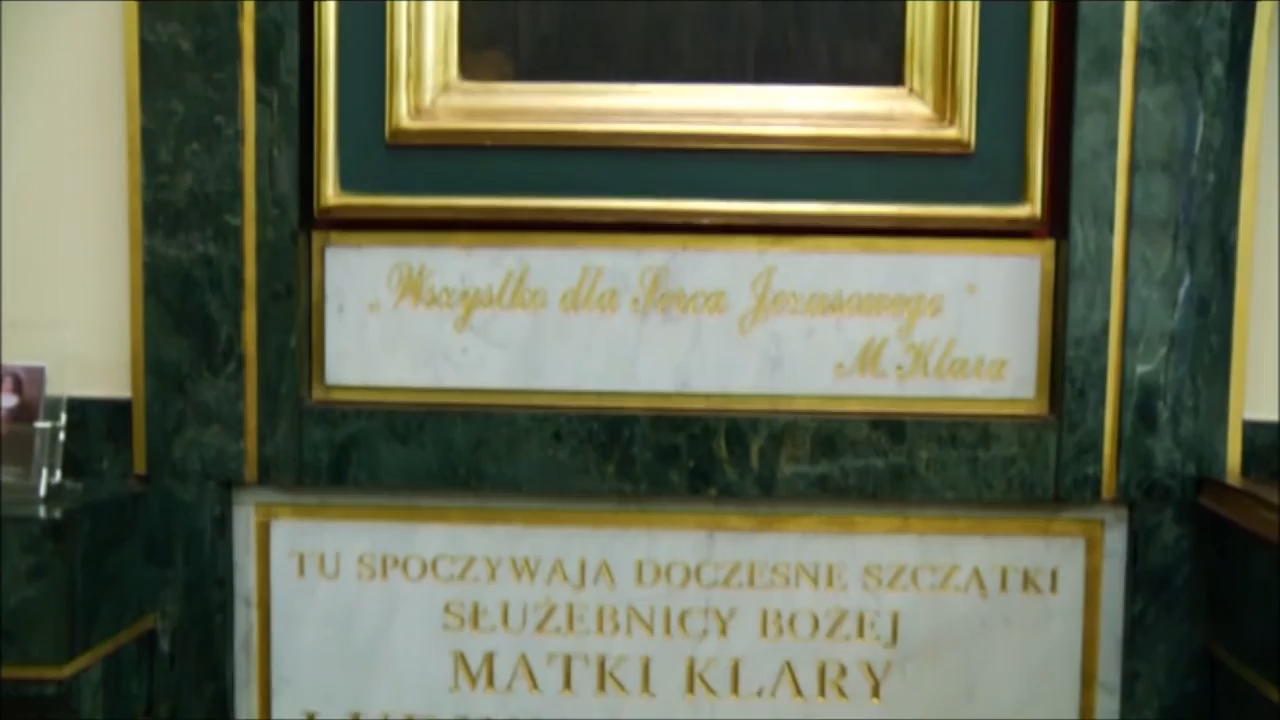 „Wszystko dla Serca Jezusowego”
M. Klara
TU SPOCZYWAJĄ DOCZESNE SZCZĄTKI
SŁUŻEBNICY BOŻEJ
MATKI KLARY